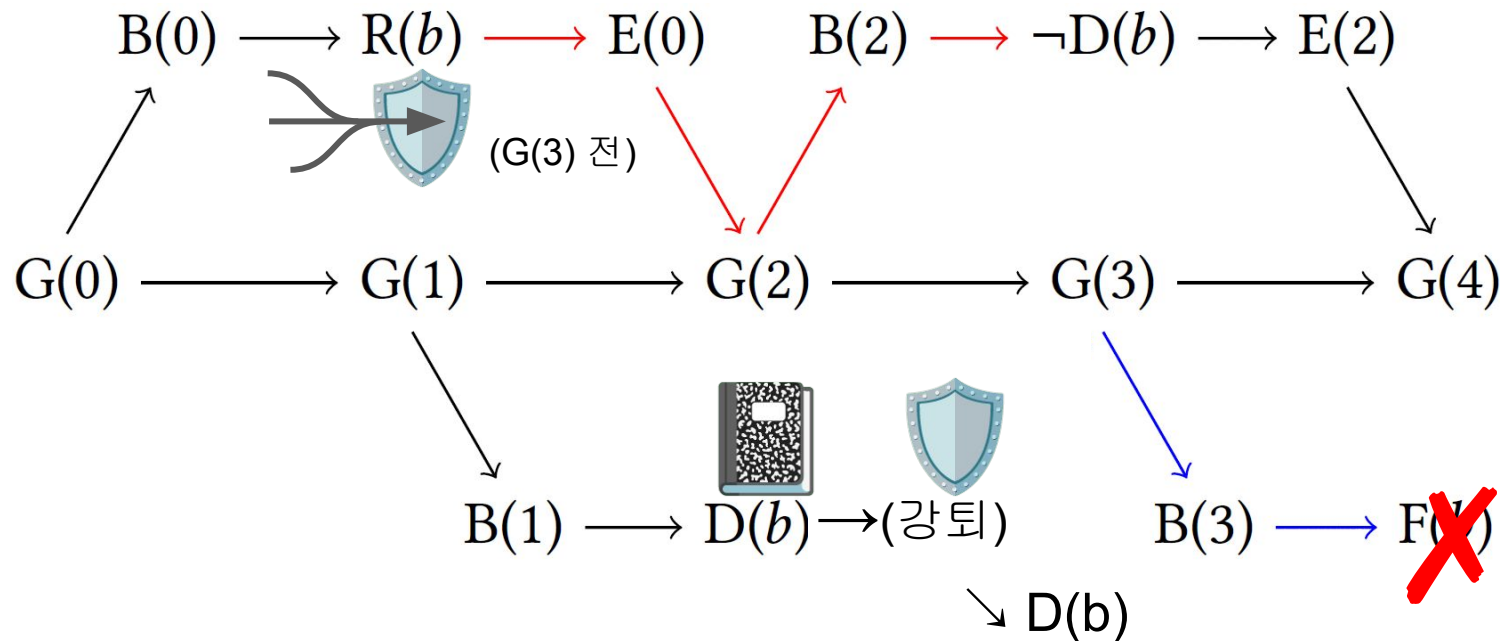 B(0) → R(b) → E(0) B(2) → ¬D(b) → E(2)
(G(3) 전)
G(0) → G(1) → G(2) → G(3) → G(4)
B(1) → D(b) → (강퇴) B(3) → F(b)
↘ D(b)